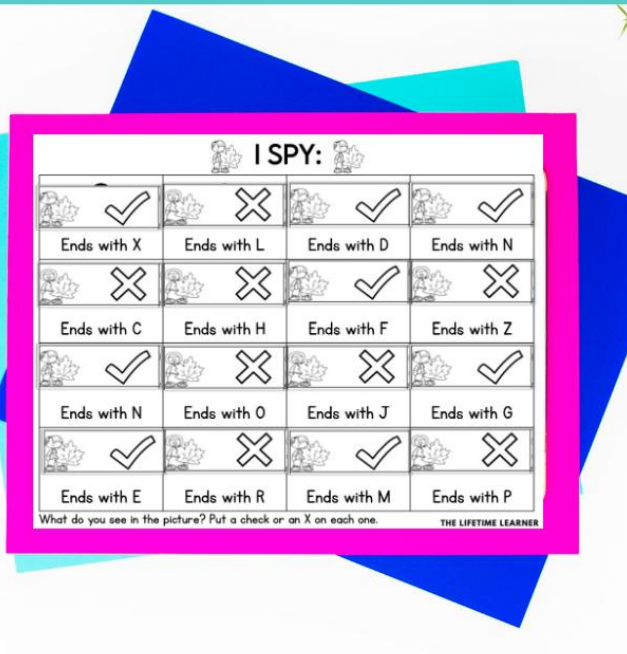 I SPY:
Ends with X Ends with L Ends with D Ends with N
Ends with C Ends with H Ends with F Ends with Z
Ends with N Ends with O Ends with J Ends with G
Ends with E Ends with R Ends with M Ends with P
What do you see in the picture? Put a check or an X on each one. THE LIFETIME LEARNER